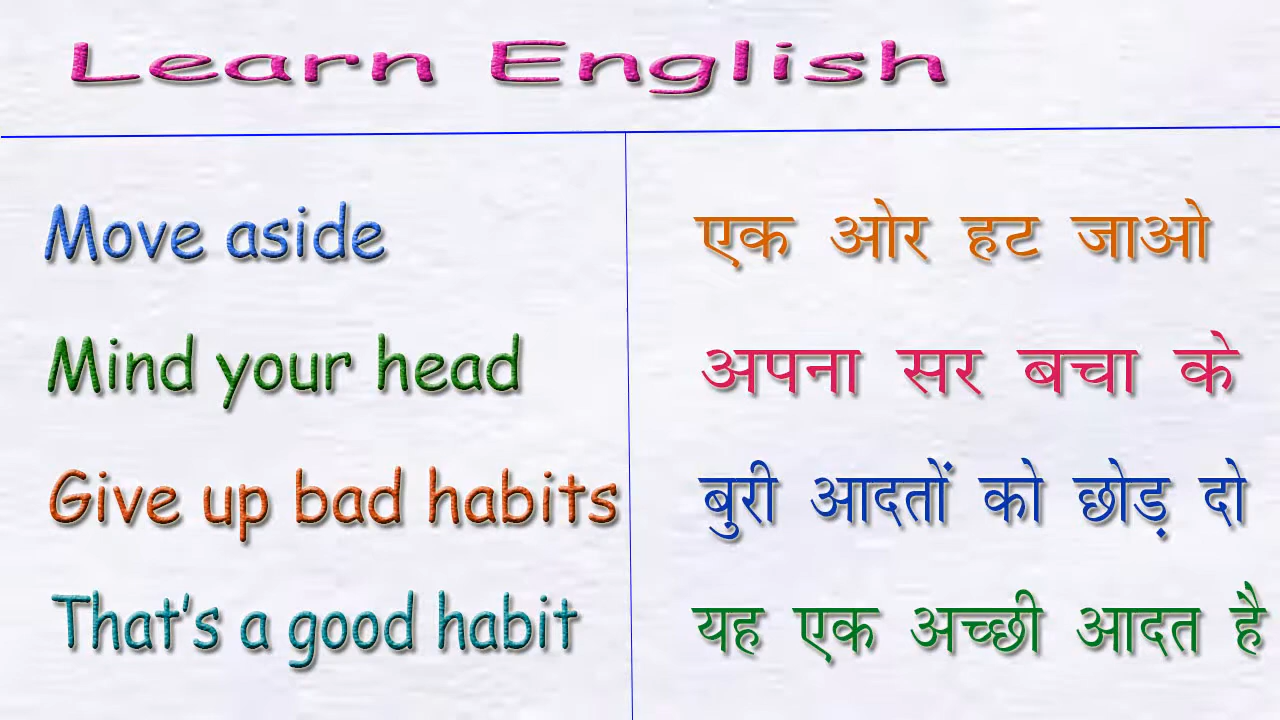 Learn English
Move aside
एक ओर हट जाओ
Mind your head
अपना सर बचा के
Give up bad habits
बुरी आदतों को छोड़ दो
That's a good habit
यह एक अच्छी आदत है